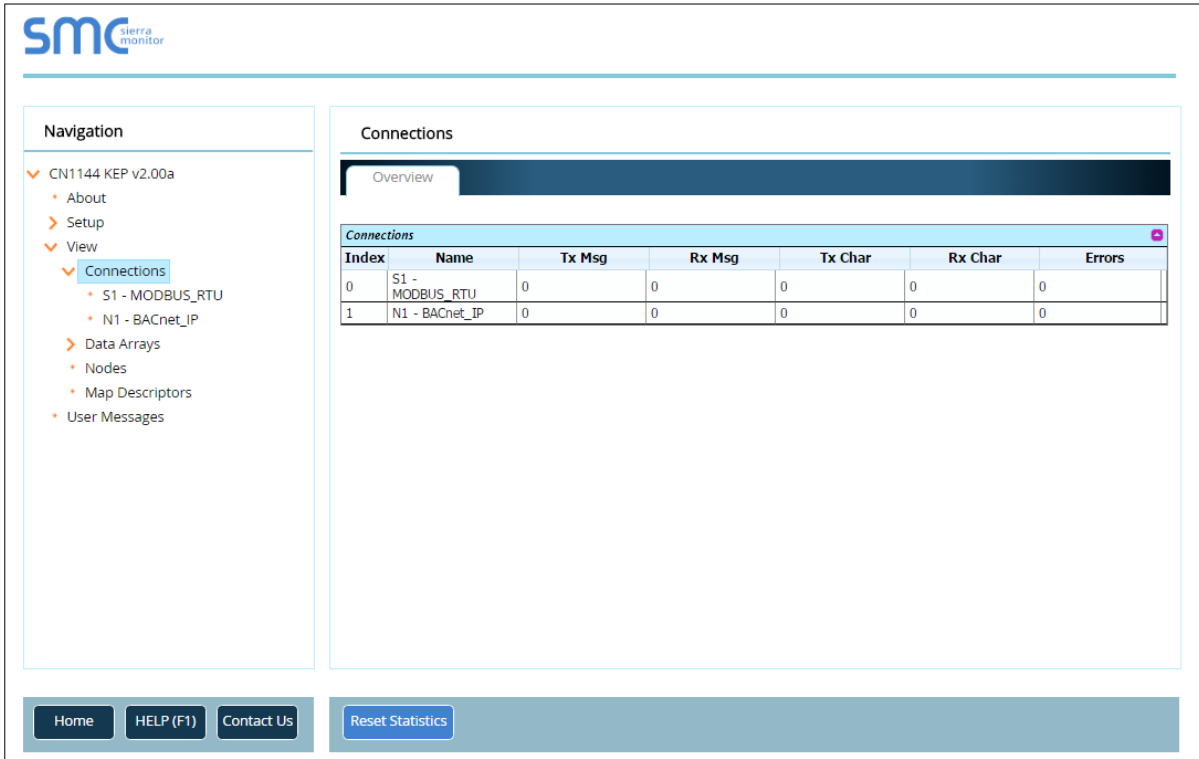 SMC sierra monitor
Navigation
CN1144 KEP v2.00a
About
Setup
View
Connections
S1 - MODBUS_RTU
N1 - BACnet_IP
Data Arrays
Nodes
Map Descriptors
User Messages
Connections
Overview
Connections
Index Name Tx Msg Rx Msg Tx Char Rx Char Errors
0 S1 - MODBUS_RTU 0 0 0 0 0
1 N1 - BACnet_IP 0 0 0 0 0
Home HELP (F1) Contact Us
Reset Statistics